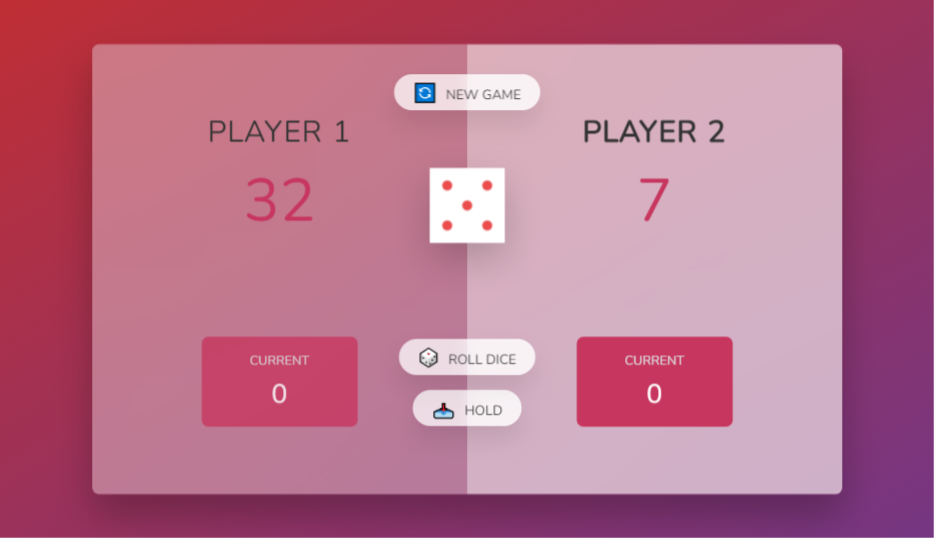 NEW GAME
PLAYER 1
32
PLAYER 2
7
CURRENT
0
ROLL DICE
HOLD
CURRENT
0